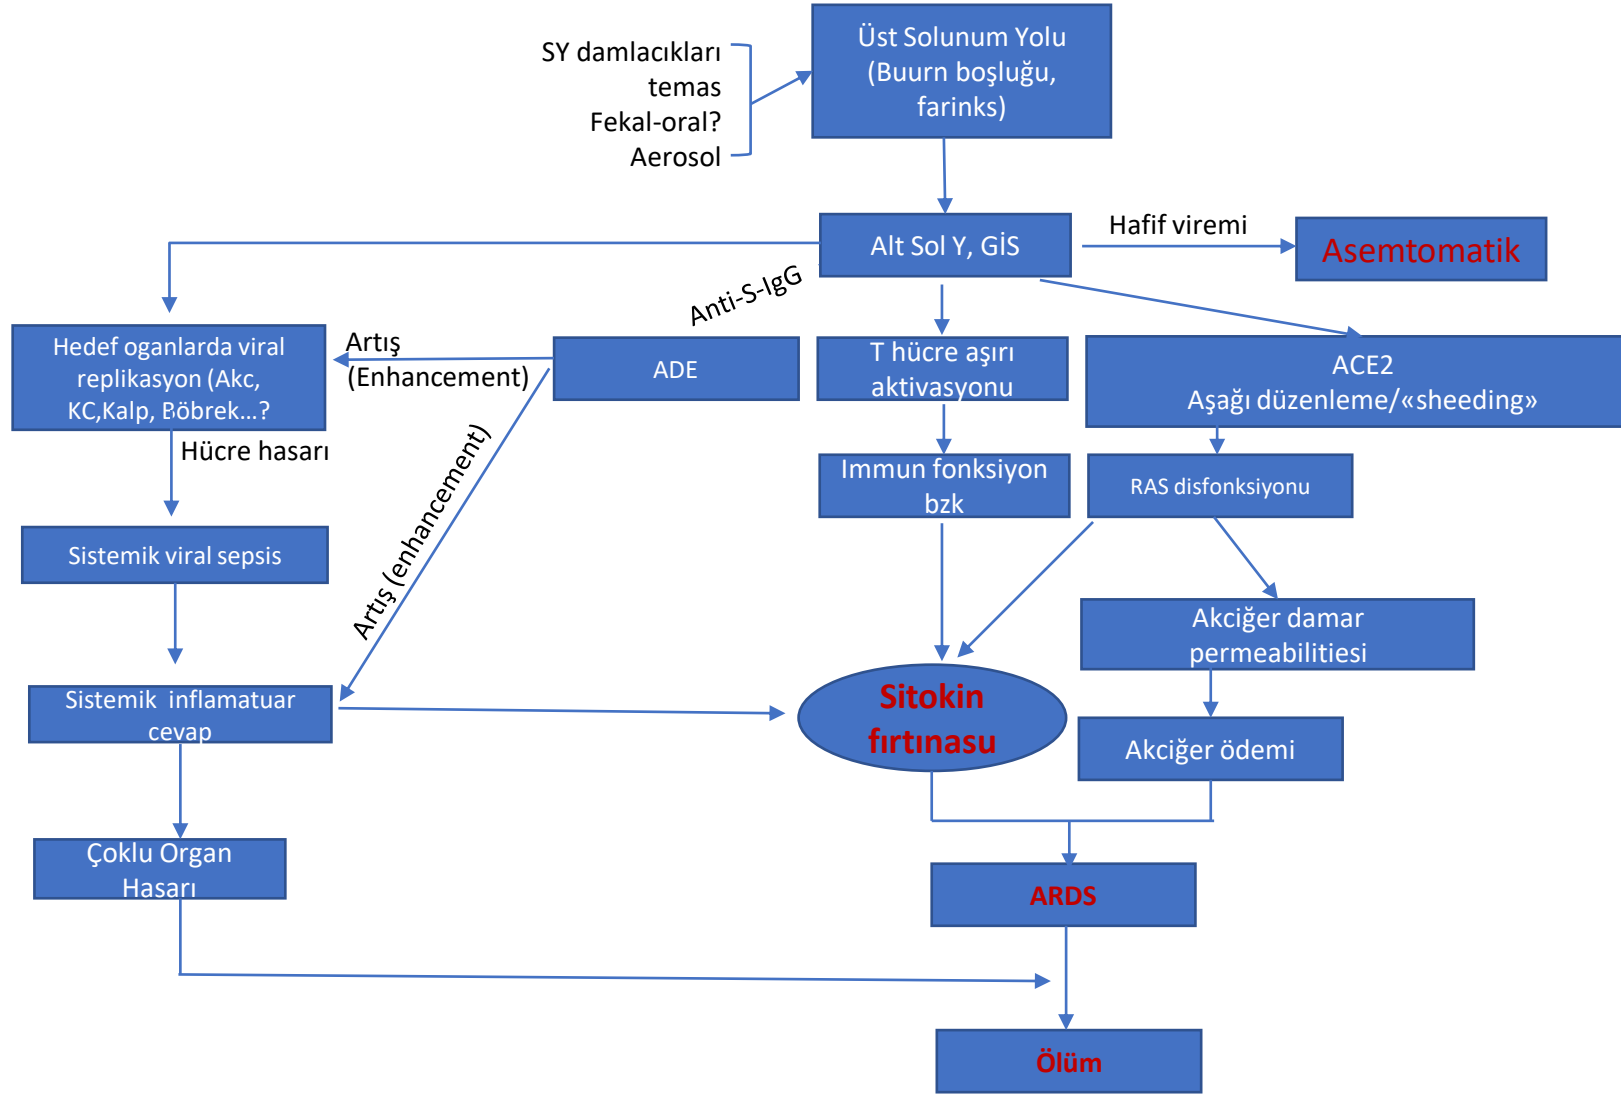 SY damlacıkları
temas
Fekal-oral?
Aerosol
Üst Solunum Yolu
(Buurn boşluğu,
farinks)
Alt Sol Y, GİS
Hafif viremi
Asemtomatik
Anti-S-IgG
Hedef oganlarda viral
replikasyon (Akc,
KC,Kalp, Böbrek...?
Artış
(Enhancement)
ADE
T hücre aşırı
aktivasyonu
ACE2
Aşağı düzenleme/«sheeding»
Hücre hasarı
Artış (enhancement)
Immun fonksiyon
bzk
RAS disfonksiyonu
Sistemik viral sepsis
Akciğer damar
permeabilitiesi
Sistemik  inflamatuar
cevap
Sitokin
fırtınasu
Akciğer ödemi
Çoklu Organ
Hasarı
ARDS
Ölüm